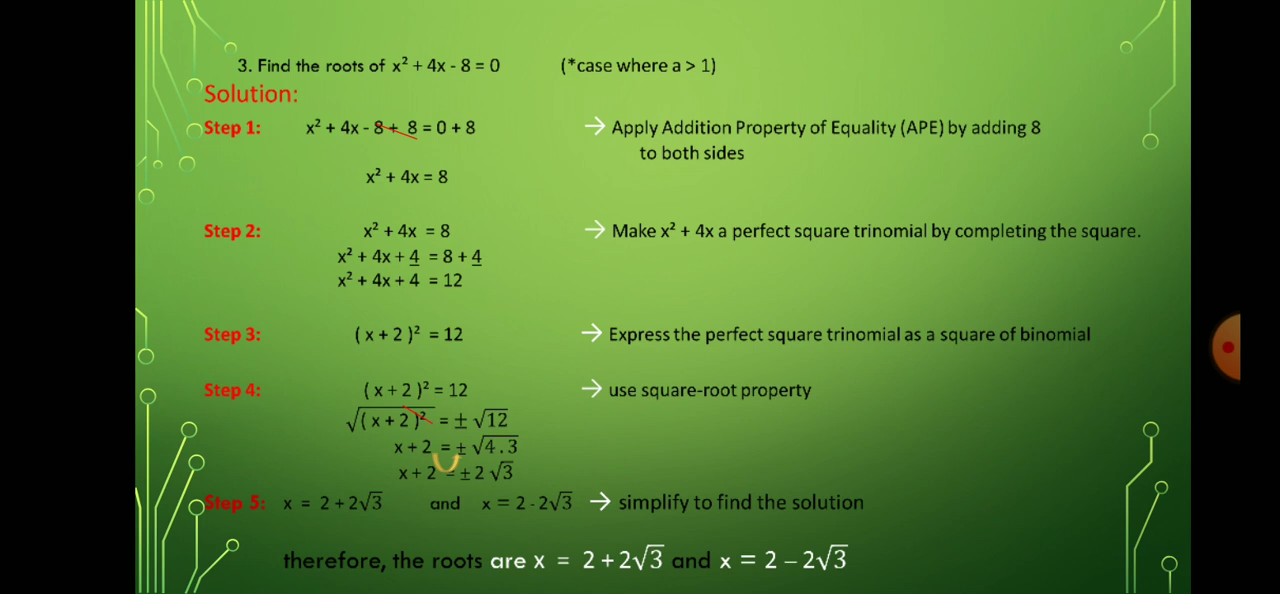 3. Find the roots of x² + 4x - 8 = 0 (*case where a > 1)
Solution:
Step 1: x² + 4x - 8 + 8 = 0 + 8 → Apply Addition Property of Equality (APE) by adding 8
to both sides
x² + 4x = 8
Step 2: x² + 4x = 8 → Make x² + 4x a perfect square trinomial by completing the square.
x² + 4x + 4 = 8 + 4
x² + 4x + 4 = 12
Step 3: ( x + 2 )² = 12 → Express the perfect square trinomial as a square of binomial
Step 4: ( x + 2 )² = 12 → use square-root property
√( x + 2 )² = ± √12
x + 2 = ± √4 . 3
x + 2 = ±2 √3
Step 5: x = 2 + 2√3 and x = 2 - 2√3 → simplify to find the solution
therefore, the roots are x = 2 + 2√3 and x = 2 – 2√3